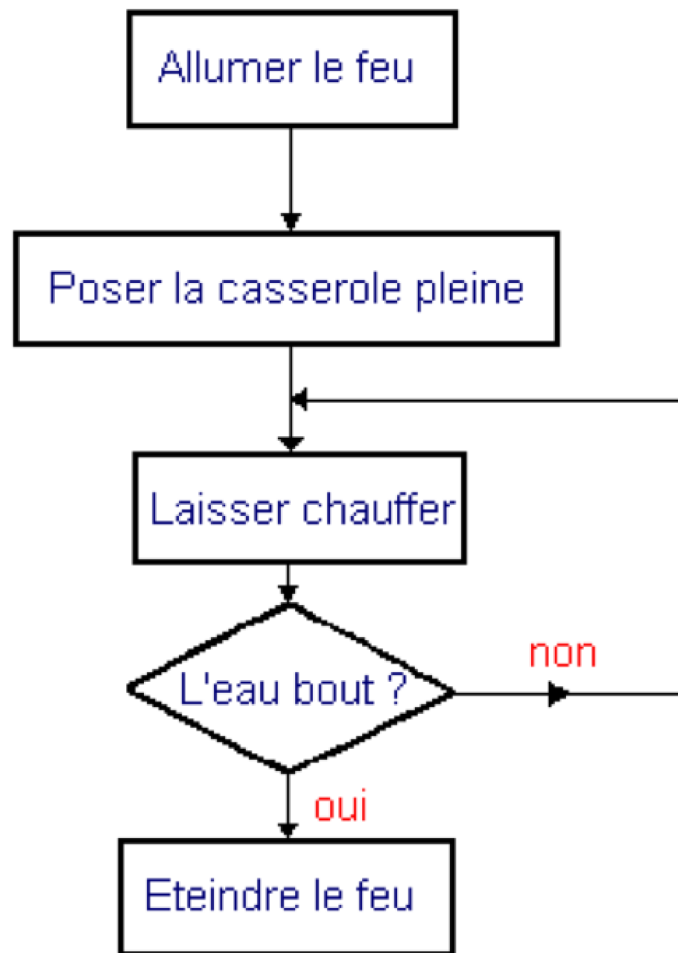 Allumer le feu
Poser la casserole pleine
Laisser chauffer
L'eau bout ?
non
oui
Eteindre le feu